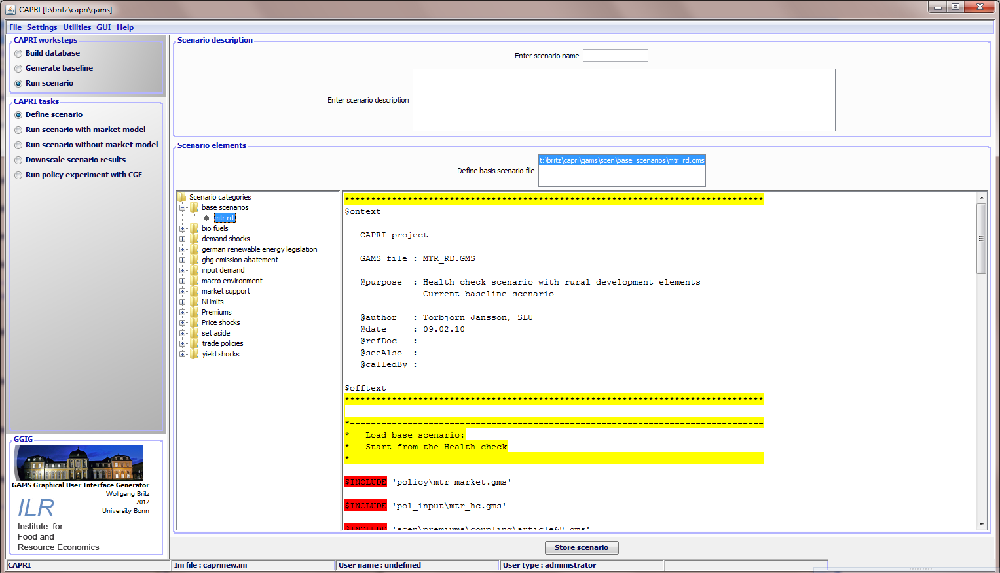 CAPRI [t:\britz\capri\gams]
File Settings Utilities GUI Help
CAPRI worksteps
Build database
Generate baseline
Run scenario
CAPRI tasks
Define scenario
Run scenario with market model
Run scenario without market model
Downscale scenario results
Run policy experiment with CGE
GGIG
GAMS Graphical User Interface Generator
Wolfgang Britz
2012
University Bonn
ILR
Institute for
Food and
Resource Economics
Scenario description
Enter scenario name
Enter scenario description
Scenario elements
Define basis scenario file
t:\britz\capri\gams\scen\base_scenarios\mtr_rd.gms
Scenario categories
base scenarios
mtr rd
bio fuels
demand shocks
german renewable energy legislation
ghg emission abatement
input demand
macro environment
market support
NLimits
Premiums
Price shocks
set aside
trade policies
yield shocks
********************************************************************************
$ontext
CAPRI project
GAMS file : MTR_RD.GMS
@purpose : Health check scenario with rural development elements
Current baseline scenario
@author : Torbjörn Jansson, SLU
@date : 09.02.10
@refDoc :
@seeAlso :
@calledBy :
$offtext
********************************************************************************
*-------------------------------------------------------------------------------
* Load base scenario:
* Start from the Health check
*-------------------------------------------------------------------------------
$INCLUDE 'policy\mtr_market.gms'
$INCLUDE 'pol_input\mtr_hc.gms'
$INCLUDE 'scen\premiums\coupling\article68.gms'
Store scenario
CAPRI
Ini file : caprinew.ini
User name : undefined
User type : administrator